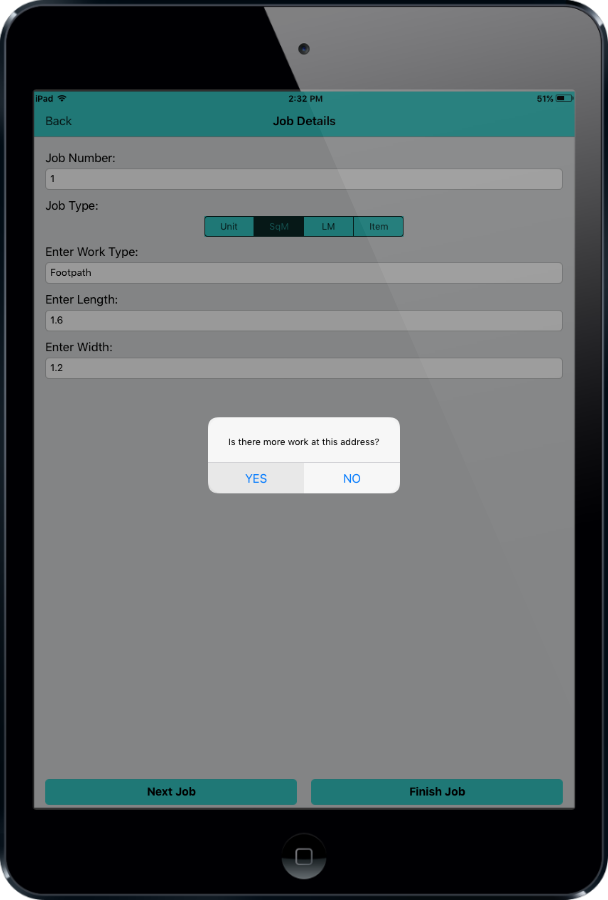 iPad 2:32 PM 51%
Back Job Details
Job Number:
1
Job Type:
Unit SqM LM Item
Enter Work Type:
Footpath
Enter Length:
1.6
Enter Width:
1.2
Is there more work at this address?
YES NO
Next Job Finish Job